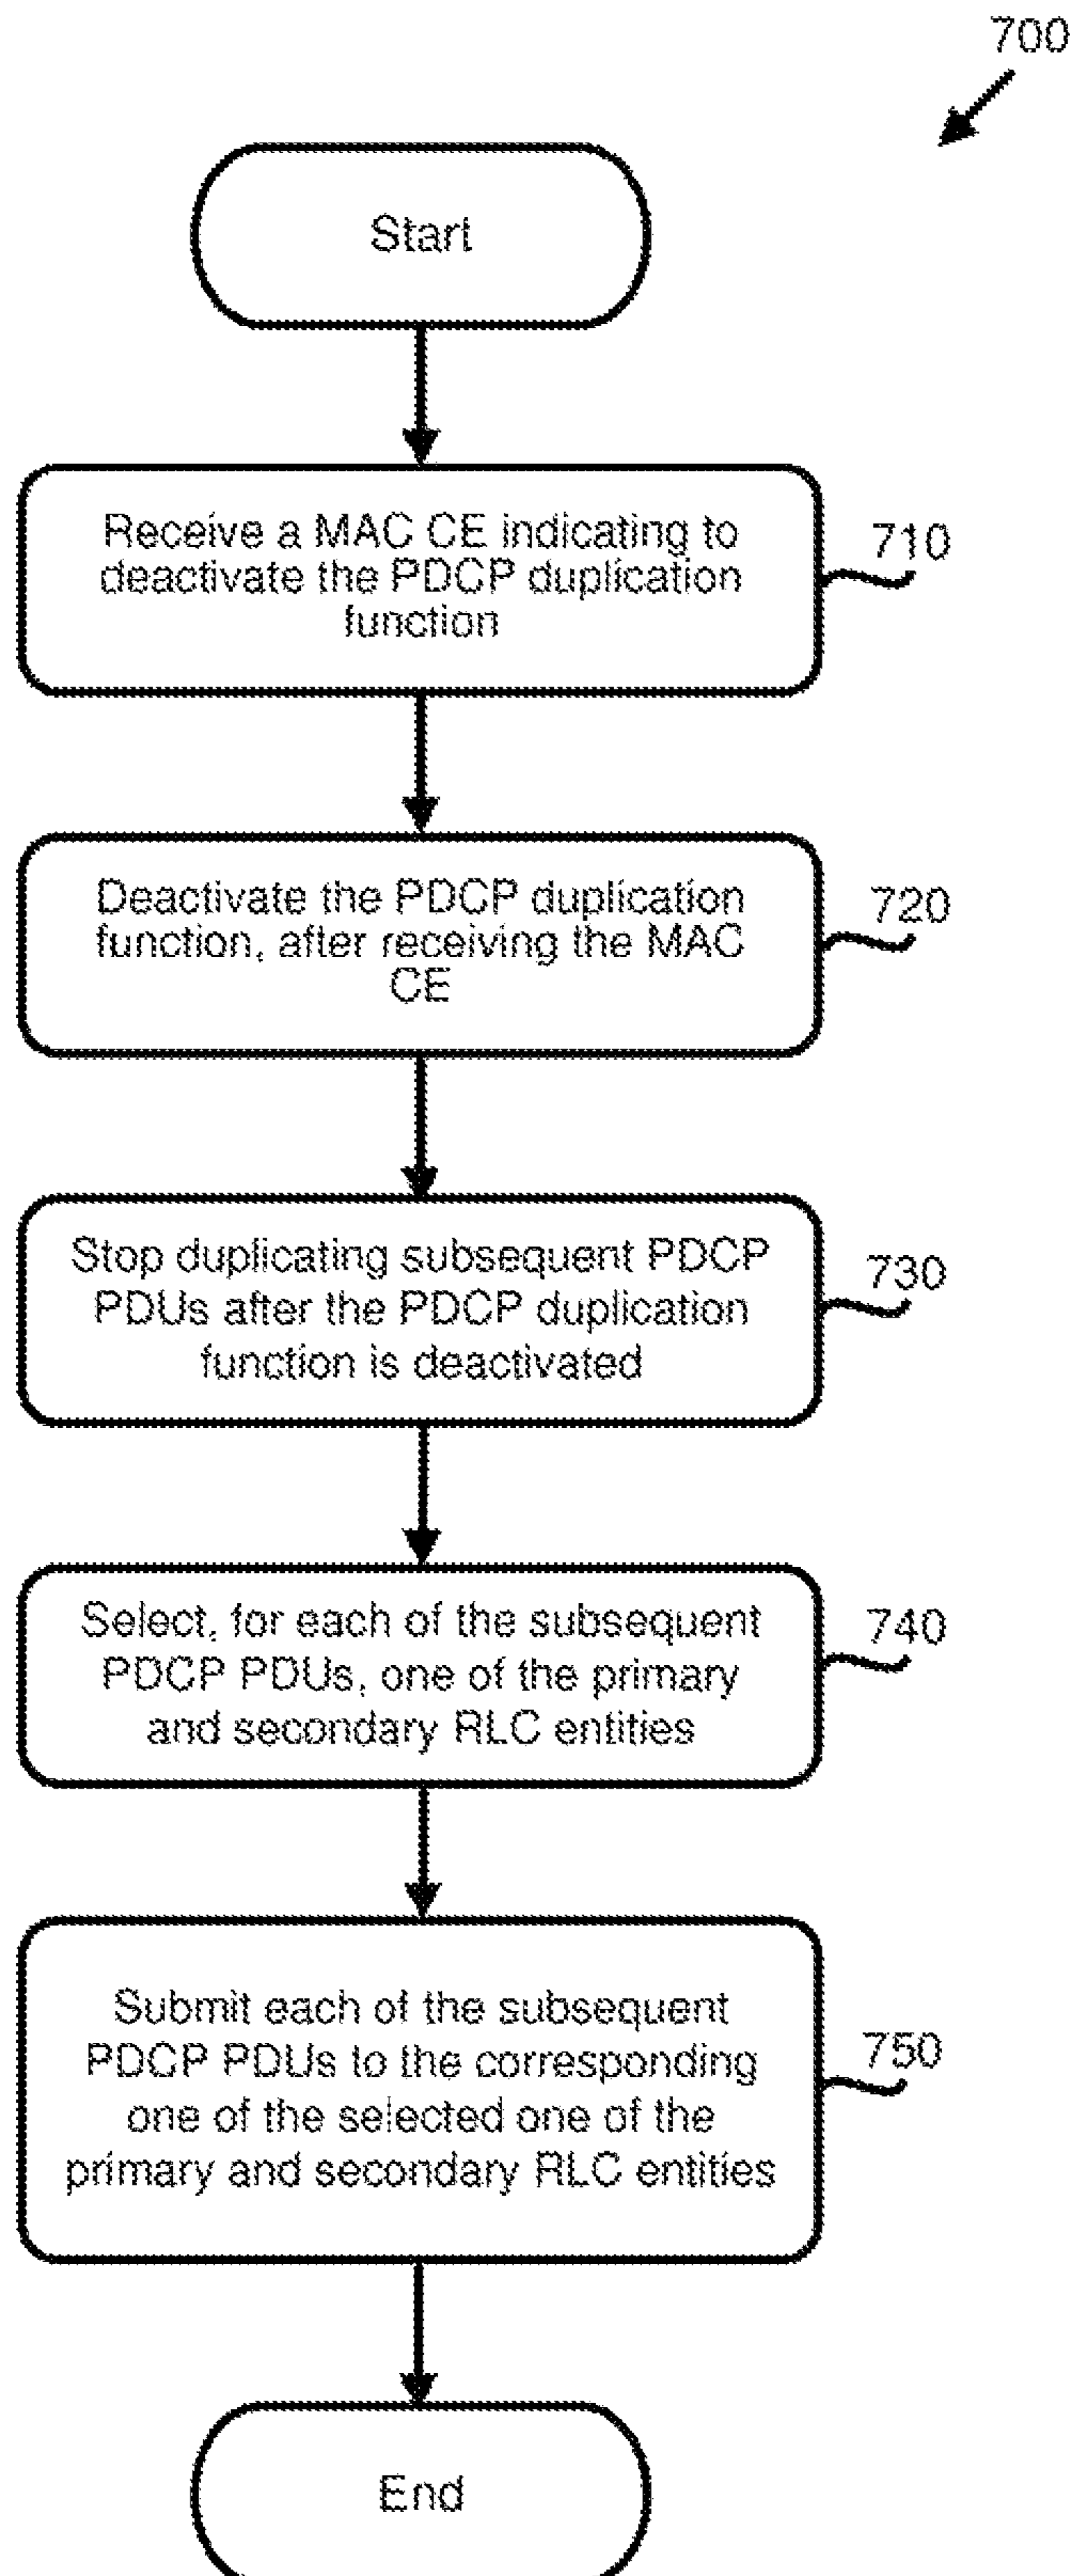 700
Start
Receive a MAC CE indicating to
deactivate the PDCP duplication
function
710
Deactivate the PDCP duplication
function, after receiving the MAC
CE
720
Stop duplicating subsequent PDCP
PDUs after the PDCP duplication
function is deactivated
730
Select, for each of the subsequent
PDCP PDUs, one of the primary
and secondary RLC entities
740
Submit each of the subsequent
PDCP PDUs to the corresponding
one of the selected one of the
primary and secondary RLC entities
750
End